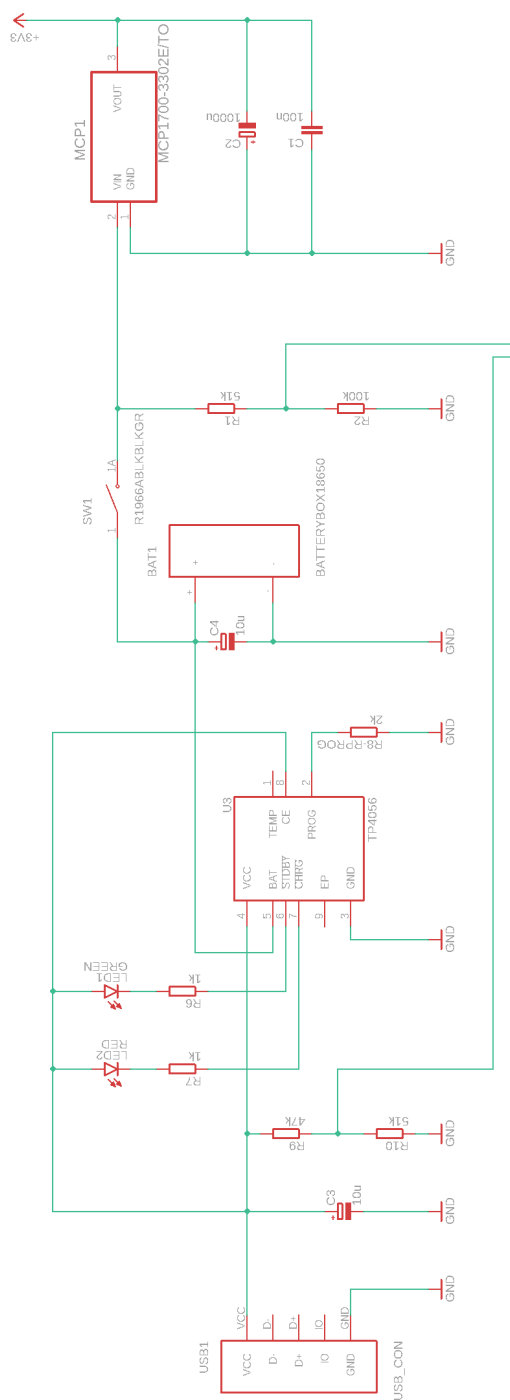 +3V3
3
VOUT
MCP1
MCP1700-3302E/TO
VIN
GND
2
1
1000u
C2
+
100n
C1
GND
51k
R1
100k
R2
GND
1A
SW1
R1966ABLKBLKGR
1
BAT1
+
-
BATTERYBOX18650
+
-
C4
+
10u
GND
2k
R8-RPROG
GND
1
8
2
U3
TEMP
CE
PROG
TP4056
VCC
BAT
STDBY
CHRG
EP
GND
4
5
6
7
9
3
GND
GREEN
LED1
1k
R6
RED
LED2
1k
R7
47k
R9
51k
R10
GND
C3
+
10u
GND
GND
VCC
D-
D+
IO
GND
USB1
VCC
D-
D+
IO
GND
USB_CON